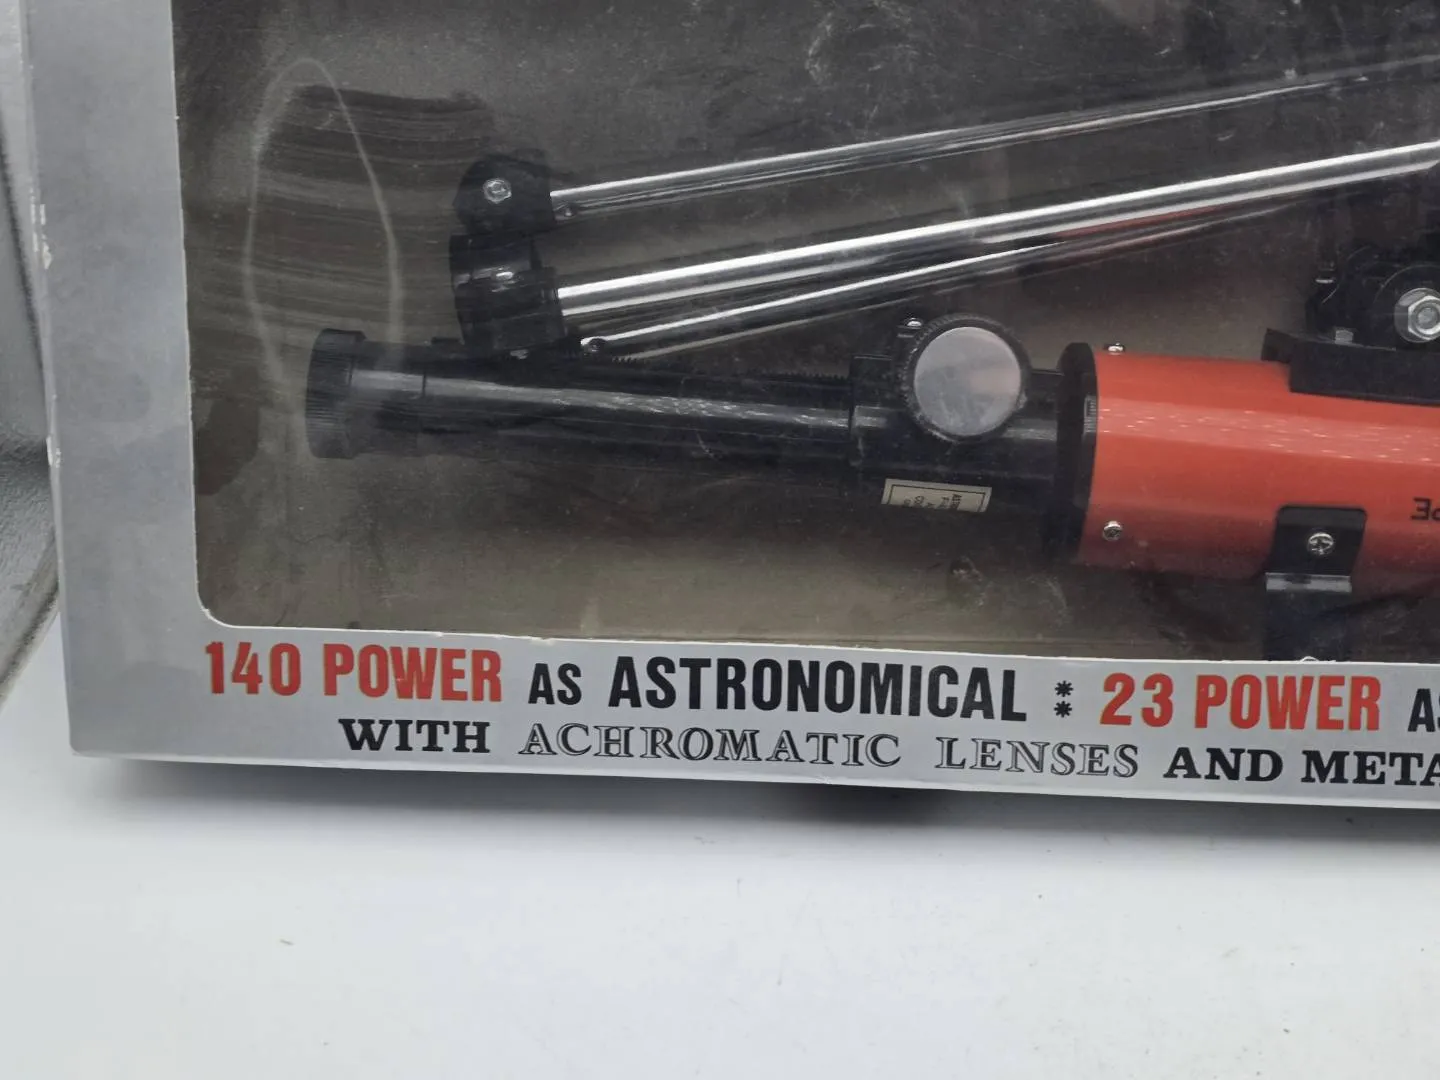 140 POWER AS ASTRONOMICAL ⁑ 23 POWER
WITH ACHROMATIC LENSES AND